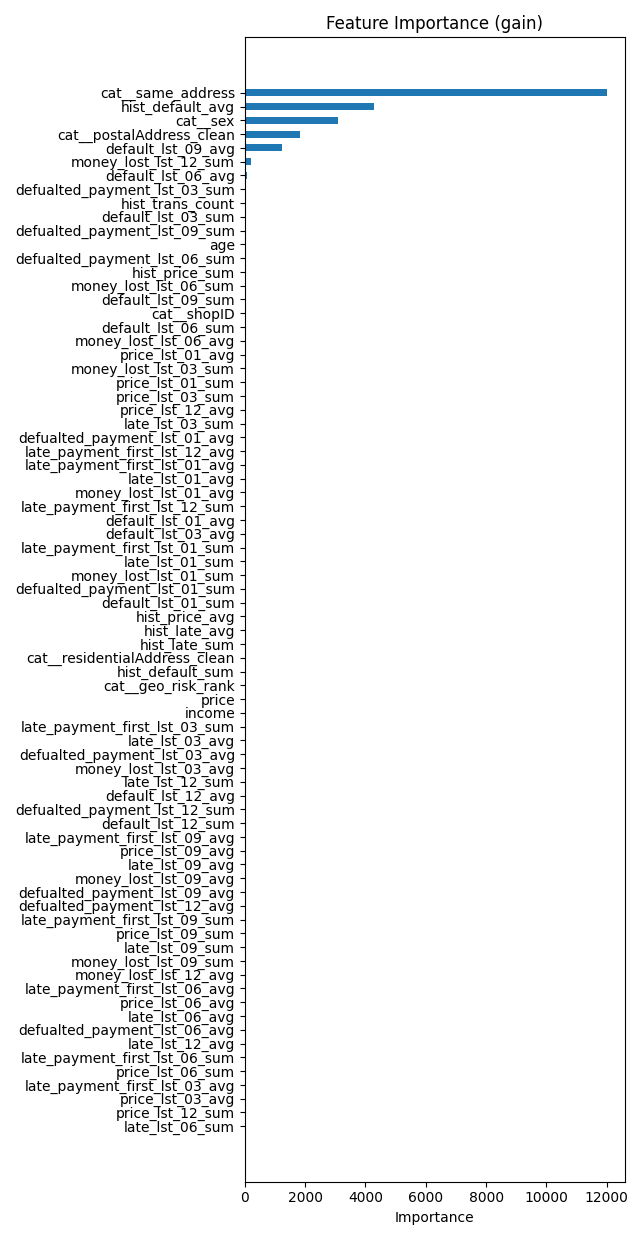 Feature Importance (gain)
cat__same_address
hist_default_avg
cat__sex
cat__postalAddress_clean
default_lst_09_avg
money_lost_lst_12_sum
default_lst_06_avg
defualted_payment_lst_03_sum
hist_trans_count
default_lst_03_sum
defualted_payment_lst_09_sum
age
defualted_payment_lst_06_sum
hist_price_sum
money_lost_lst_06_sum
default_lst_09_sum
cat__shopID
default_lst_06_sum
money_lost_lst_06_avg
price_lst_01_avg
money_lost_lst_03_sum
price_lst_01_sum
price_lst_03_sum
price_lst_12_avg
late_lst_03_sum
defualted_payment_lst_01_avg
late_payment_first_lst_12_avg
late_payment_first_lst_01_avg
late_lst_01_avg
money_lost_lst_01_avg
late_payment_first_lst_12_sum
default_lst_01_avg
default_lst_03_avg
late_payment_first_lst_01_sum
late_lst_01_sum
money_lost_lst_01_sum
defualted_payment_lst_01_sum
default_lst_01_sum
hist_price_avg
hist_late_avg
hist_late_sum
cat__residentialAddress_clean
hist_default_sum
cat__geo_risk_rank
price
income
late_payment_first_lst_03_sum
late_lst_03_avg
defualted_payment_lst_03_avg
money_lost_lst_03_avg
late_lst_12_sum
default_lst_12_avg
defualted_payment_lst_12_sum
default_lst_12_sum
late_payment_first_lst_09_avg
price_lst_09_avg
late_lst_09_avg
money_lost_lst_09_avg
defualted_payment_lst_09_avg
defualted_payment_lst_12_avg
late_payment_first_lst_09_sum
price_lst_09_sum
late_lst_09_sum
money_lost_lst_09_sum
money_lost_lst_12_avg
late_payment_first_lst_06_avg
price_lst_06_avg
late_lst_06_avg
defualted_payment_lst_06_avg
late_lst_12_avg
late_payment_first_lst_06_sum
price_lst_06_sum
late_payment_first_lst_03_avg
price_lst_03_avg
price_lst_12_sum
late_lst_06_sum
0 2000 4000 6000 8000 10000 12000
Importance